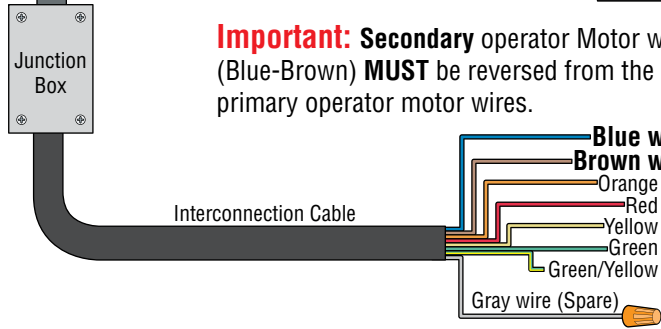 Junction
Box
Important: Secondary operator Motor
(Blue-Brown) MUST be reversed from the
primary operator motor wires.
Blue
Brown
Orange
Red
Yellow
Green
Green/Yellow
Interconnection Cable
Gray wire (Spare)